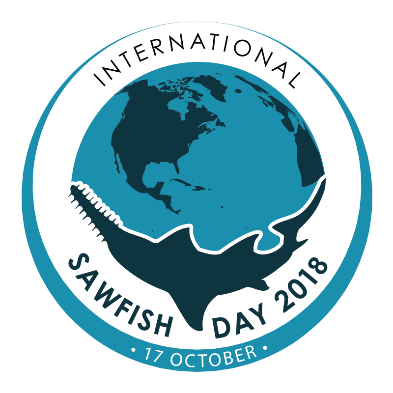 INTERNATIONAL
SAWFISH DAY 2018
• 17 OCTOBER •